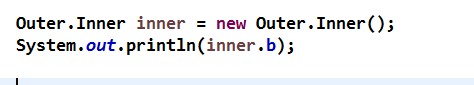 Outer.Inner inner = new Outer.Inner();
System.out.println(inner.b);